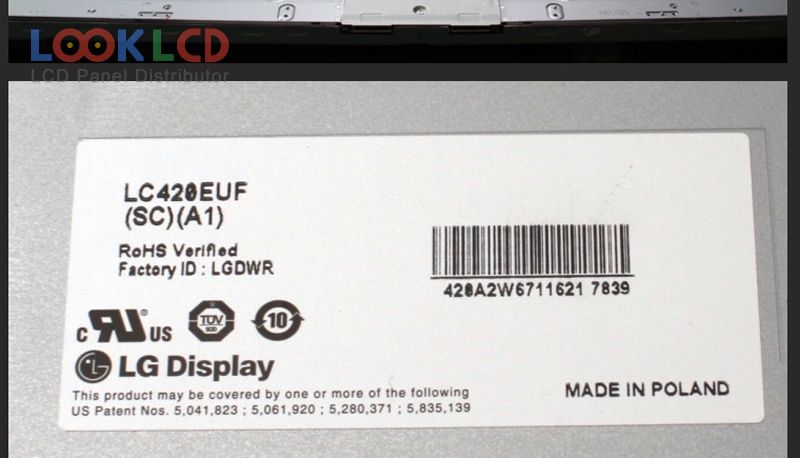 LOOKLCD
LCD Panel Distributor
LC420EUF
(SC)(A1)
RoHS Verified
Factory ID : LGDWR
420A2W6711621 7839
c RU ® US
TÜV
10
LG Display
This product may be covered by one or more of the following
US Patent Nos. 5,041,823 ; 5,061,920 ; 5,280,371 ; 5,835,139
MADE IN POLAND